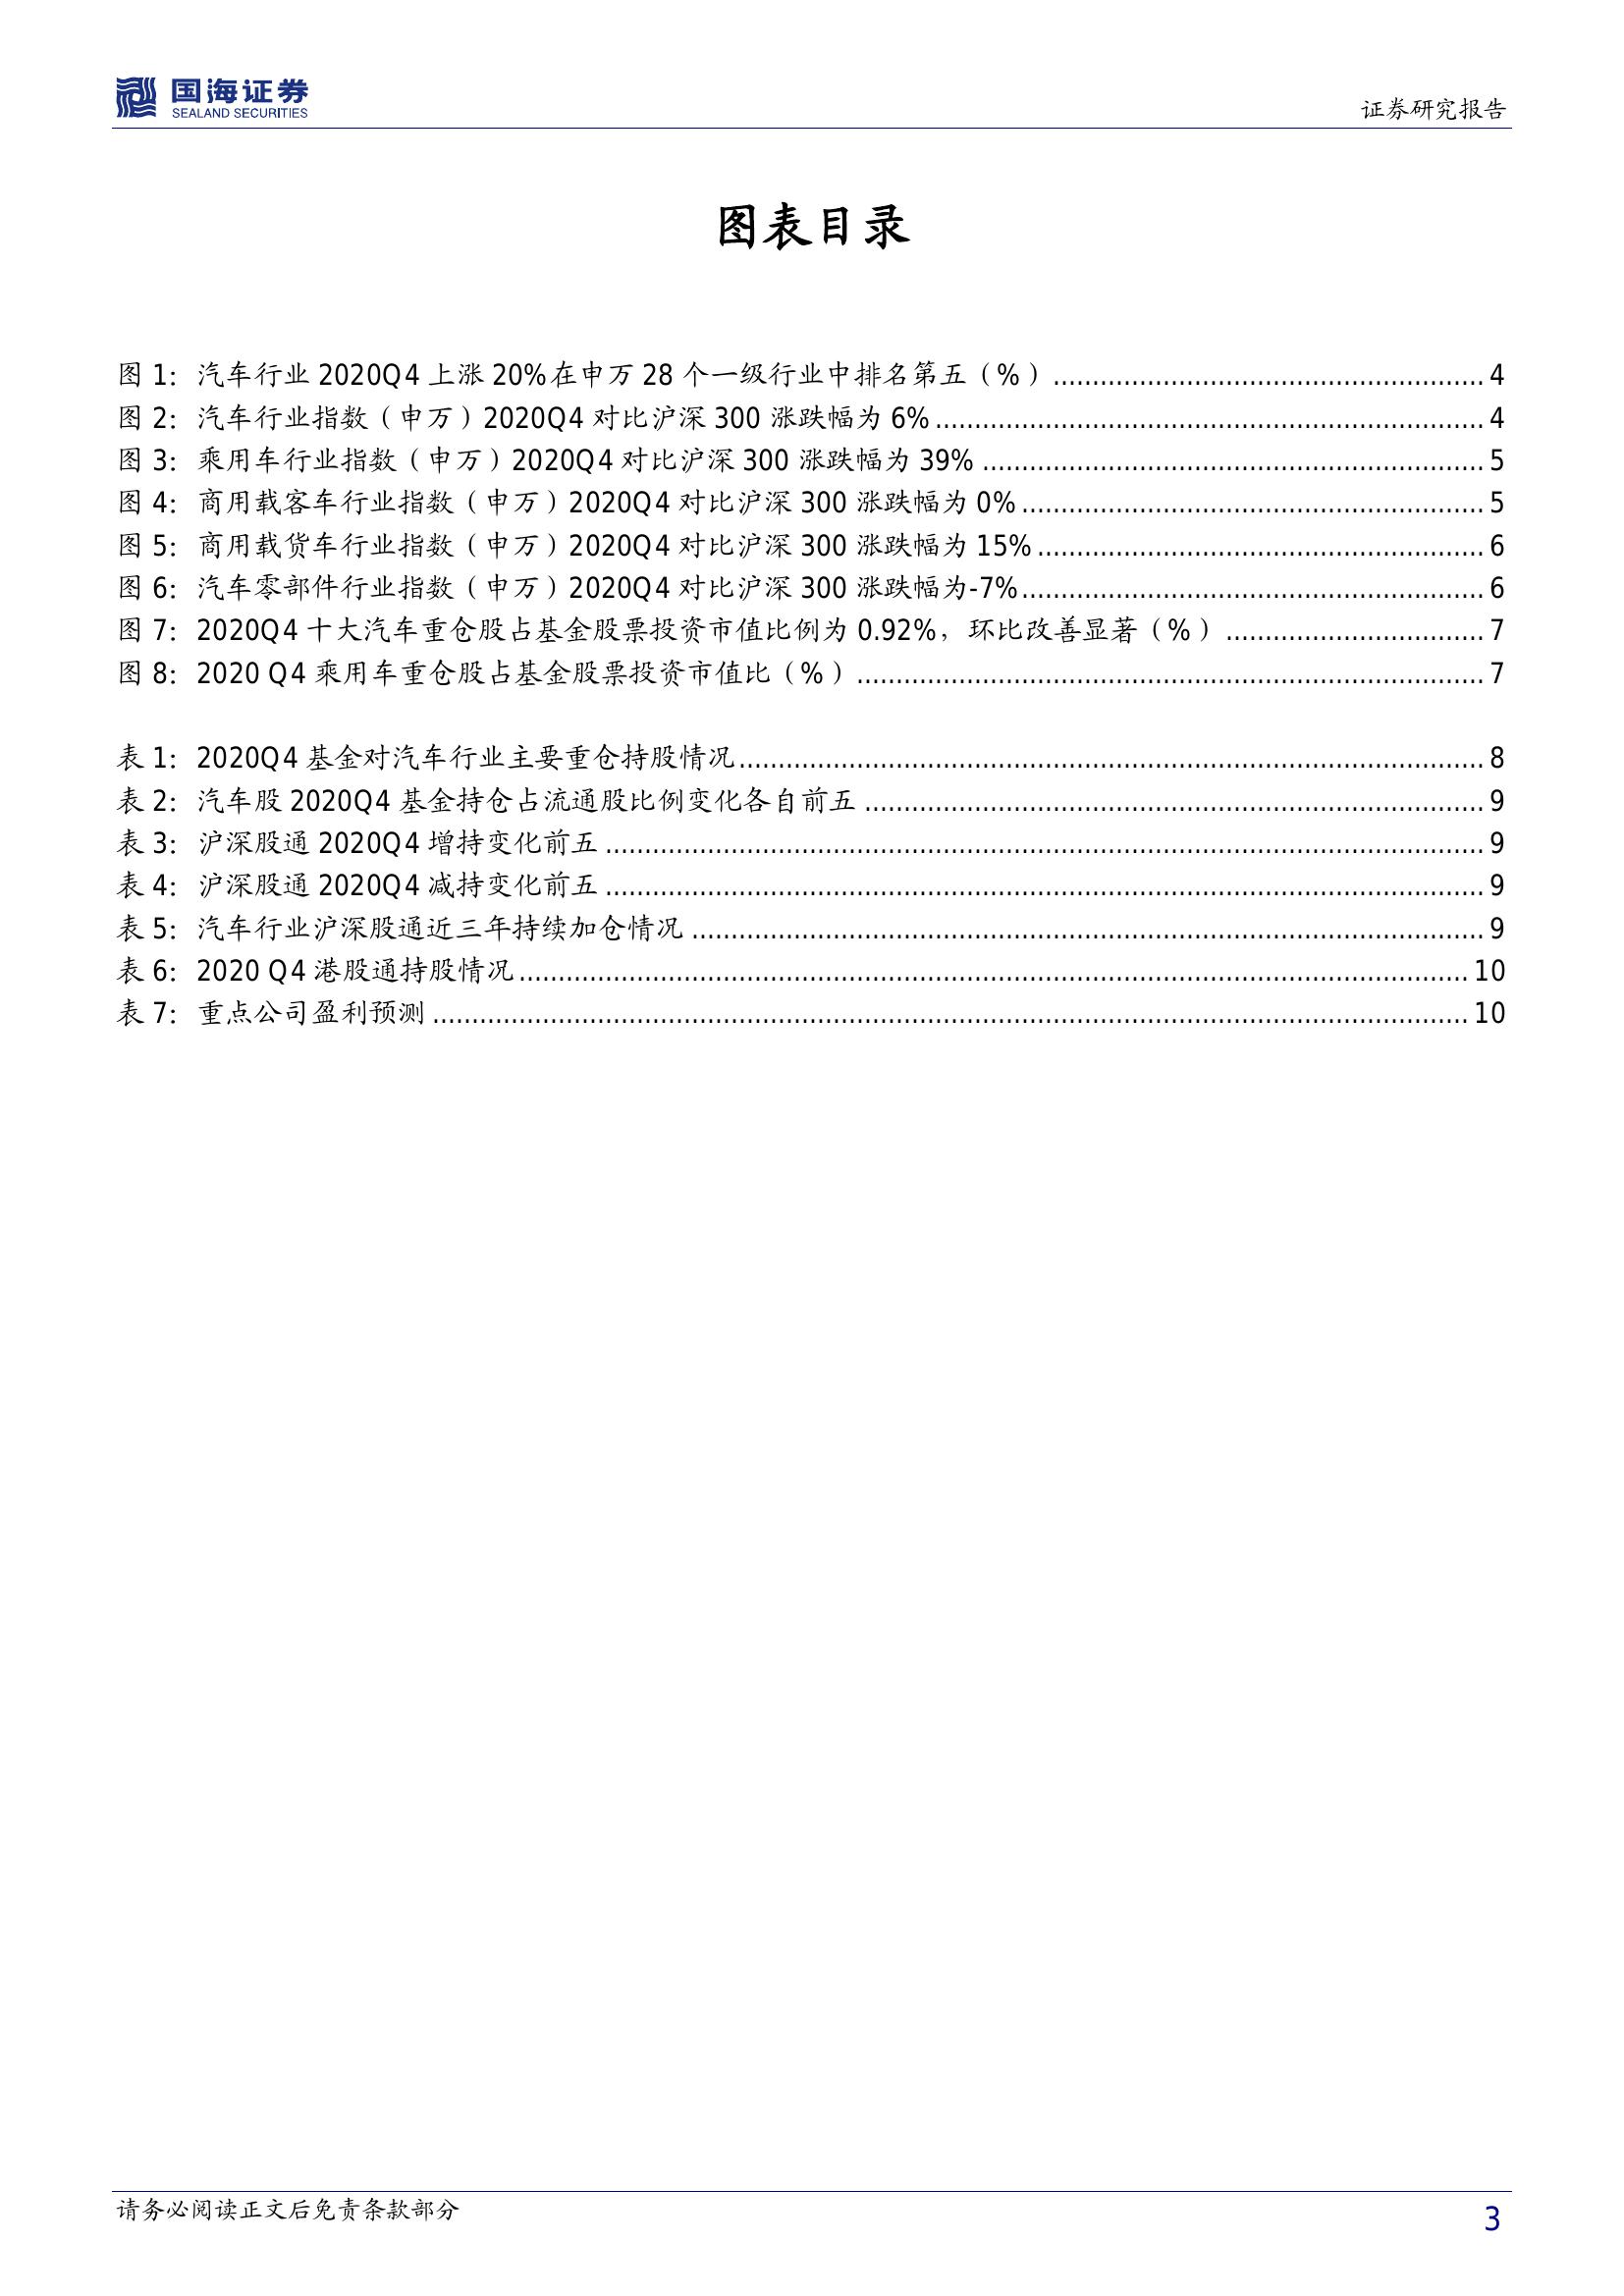 国海证券
SEALAND SECURITIES
证券研究报告
图表目录
图 1：汽车行业 2020Q4 上涨 20%在申万 28 个一级行业中排名第五（%）........................................................ 4
图 2：汽车行业指数（申万）2020Q4 对比沪深 300 涨跌幅为 6%........................................................ 4
图 3：乘用车行业指数（申万）2020Q4 对比沪深 300 涨跌幅为 39%........................................................ 5
图 4：商用载客车行业指数（申万）2020Q4 对比沪深 300 涨跌幅为 0%........................................................ 5
图 5：商用载货车行业指数（申万）2020Q4 对比沪深 300 涨跌幅为 15%........................................................ 6
图 6：汽车零部件行业指数（申万）2020Q4 对比沪深 300 涨跌幅为-7%........................................................ 6
图 7：2020Q4 十大汽车重仓股占基金股票投资市值比例为 0.92%，环比改善显著（%）................................. 7
图 8：2020 Q4 乘用车重仓股占基金股票投资市值比（%）........................................................ 7
表 1：2020Q4 基金对汽车行业主要重仓持股情况........................................................ 8
表 2：汽车股 2020Q4 基金持仓占流通股比例变化各自前五........................................................ 9
表 3：沪深股通 2020Q4 增持变化前五........................................................ 9
表 4：沪深股通 2020Q4 减持变化前五........................................................ 9
表 5：汽车行业沪深股通近三年持续加仓情况........................................................ 9
表 6：2020 Q4 港股通持股情况........................................................ 10
表 7：重点公司盈利预测........................................................ 10
请务必阅读正文后免责条款部分
3